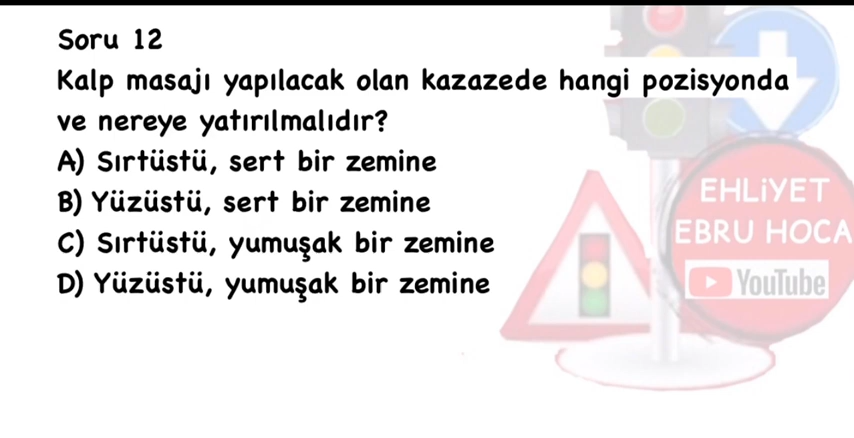 Soru 12
Kalp masajı yapılacak olan kazazede hangi pozisyonda
ve nereye yatırılmalıdır?
A) Sırtüstü, sert bir zemine
B) Yüzüstü, sert bir zemine
C) Sırtüstü, yumuşak bir zemine
D) Yüzüstü, yumuşak bir zemine
EHLİYET
EBRU HOCA
YouTube